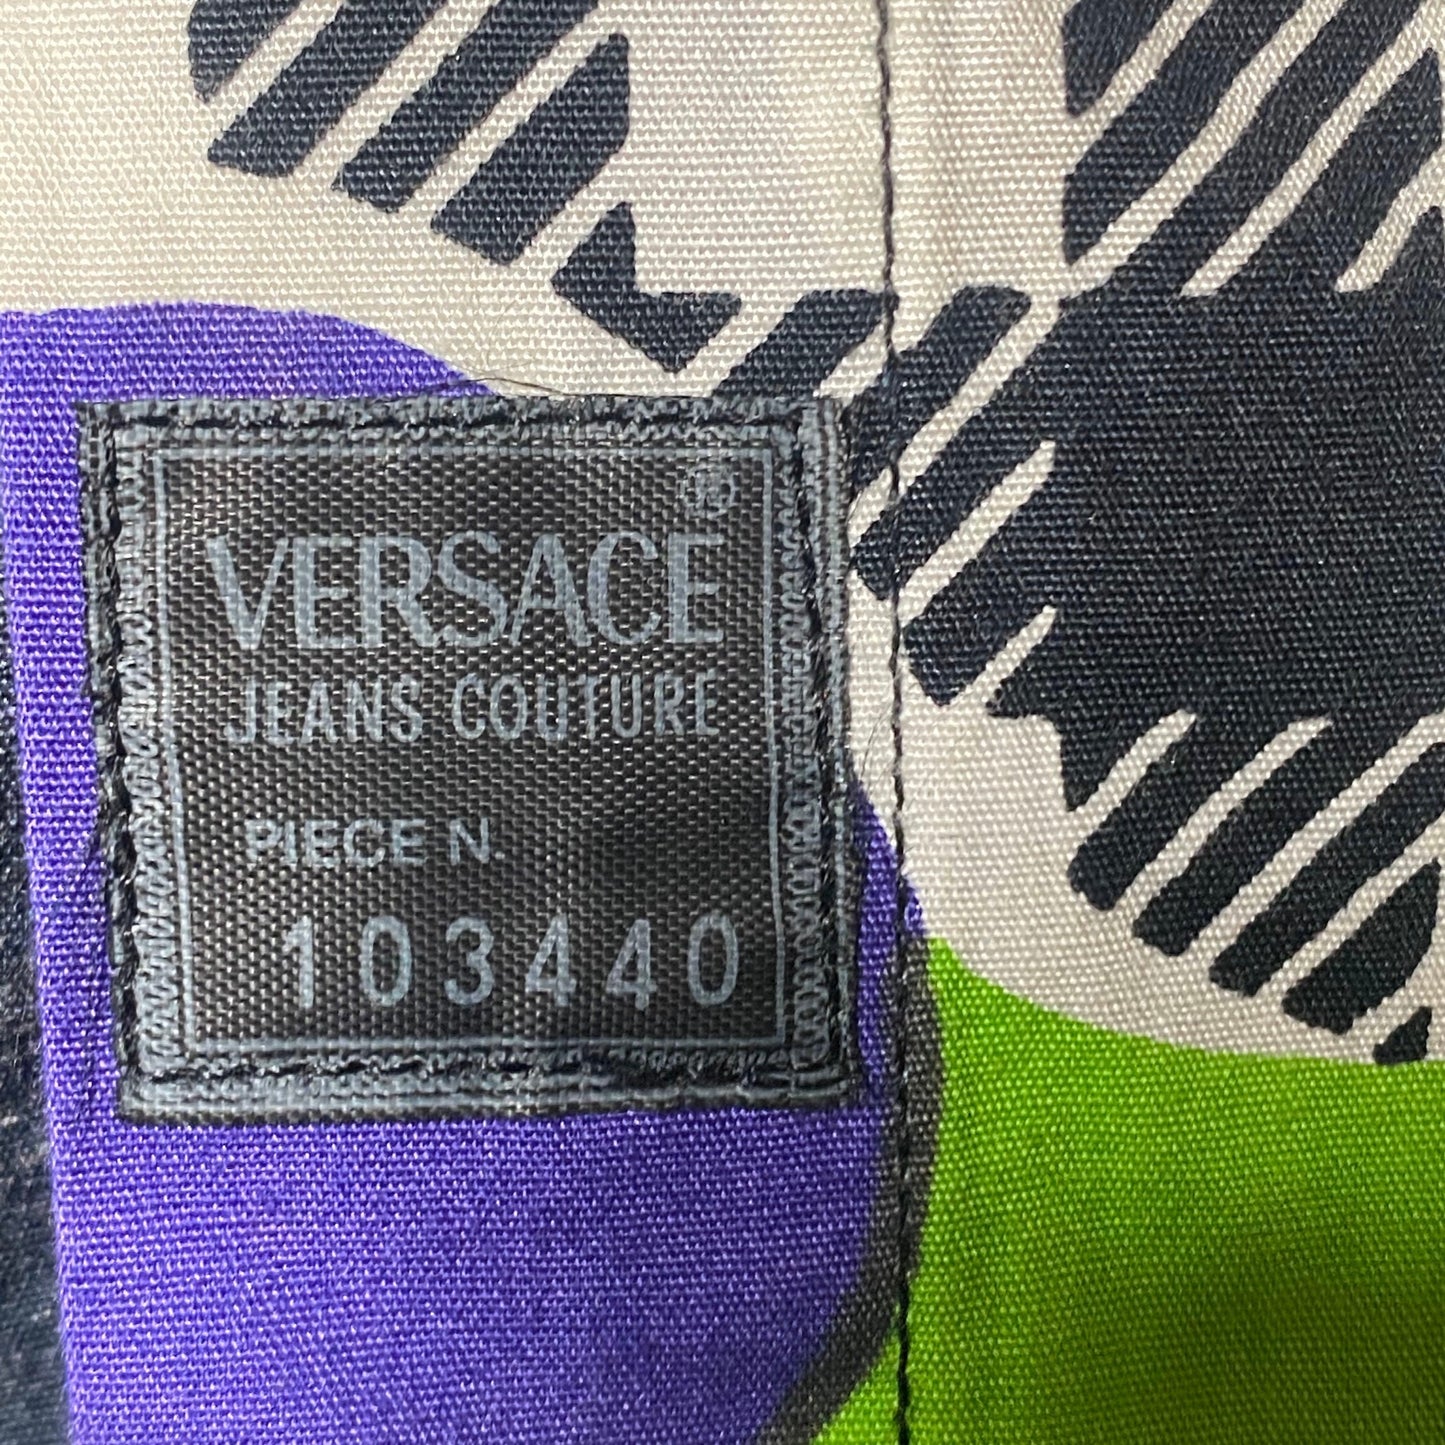 ®
VERSACE
JEANS COUTURE
PIECE N.
103440